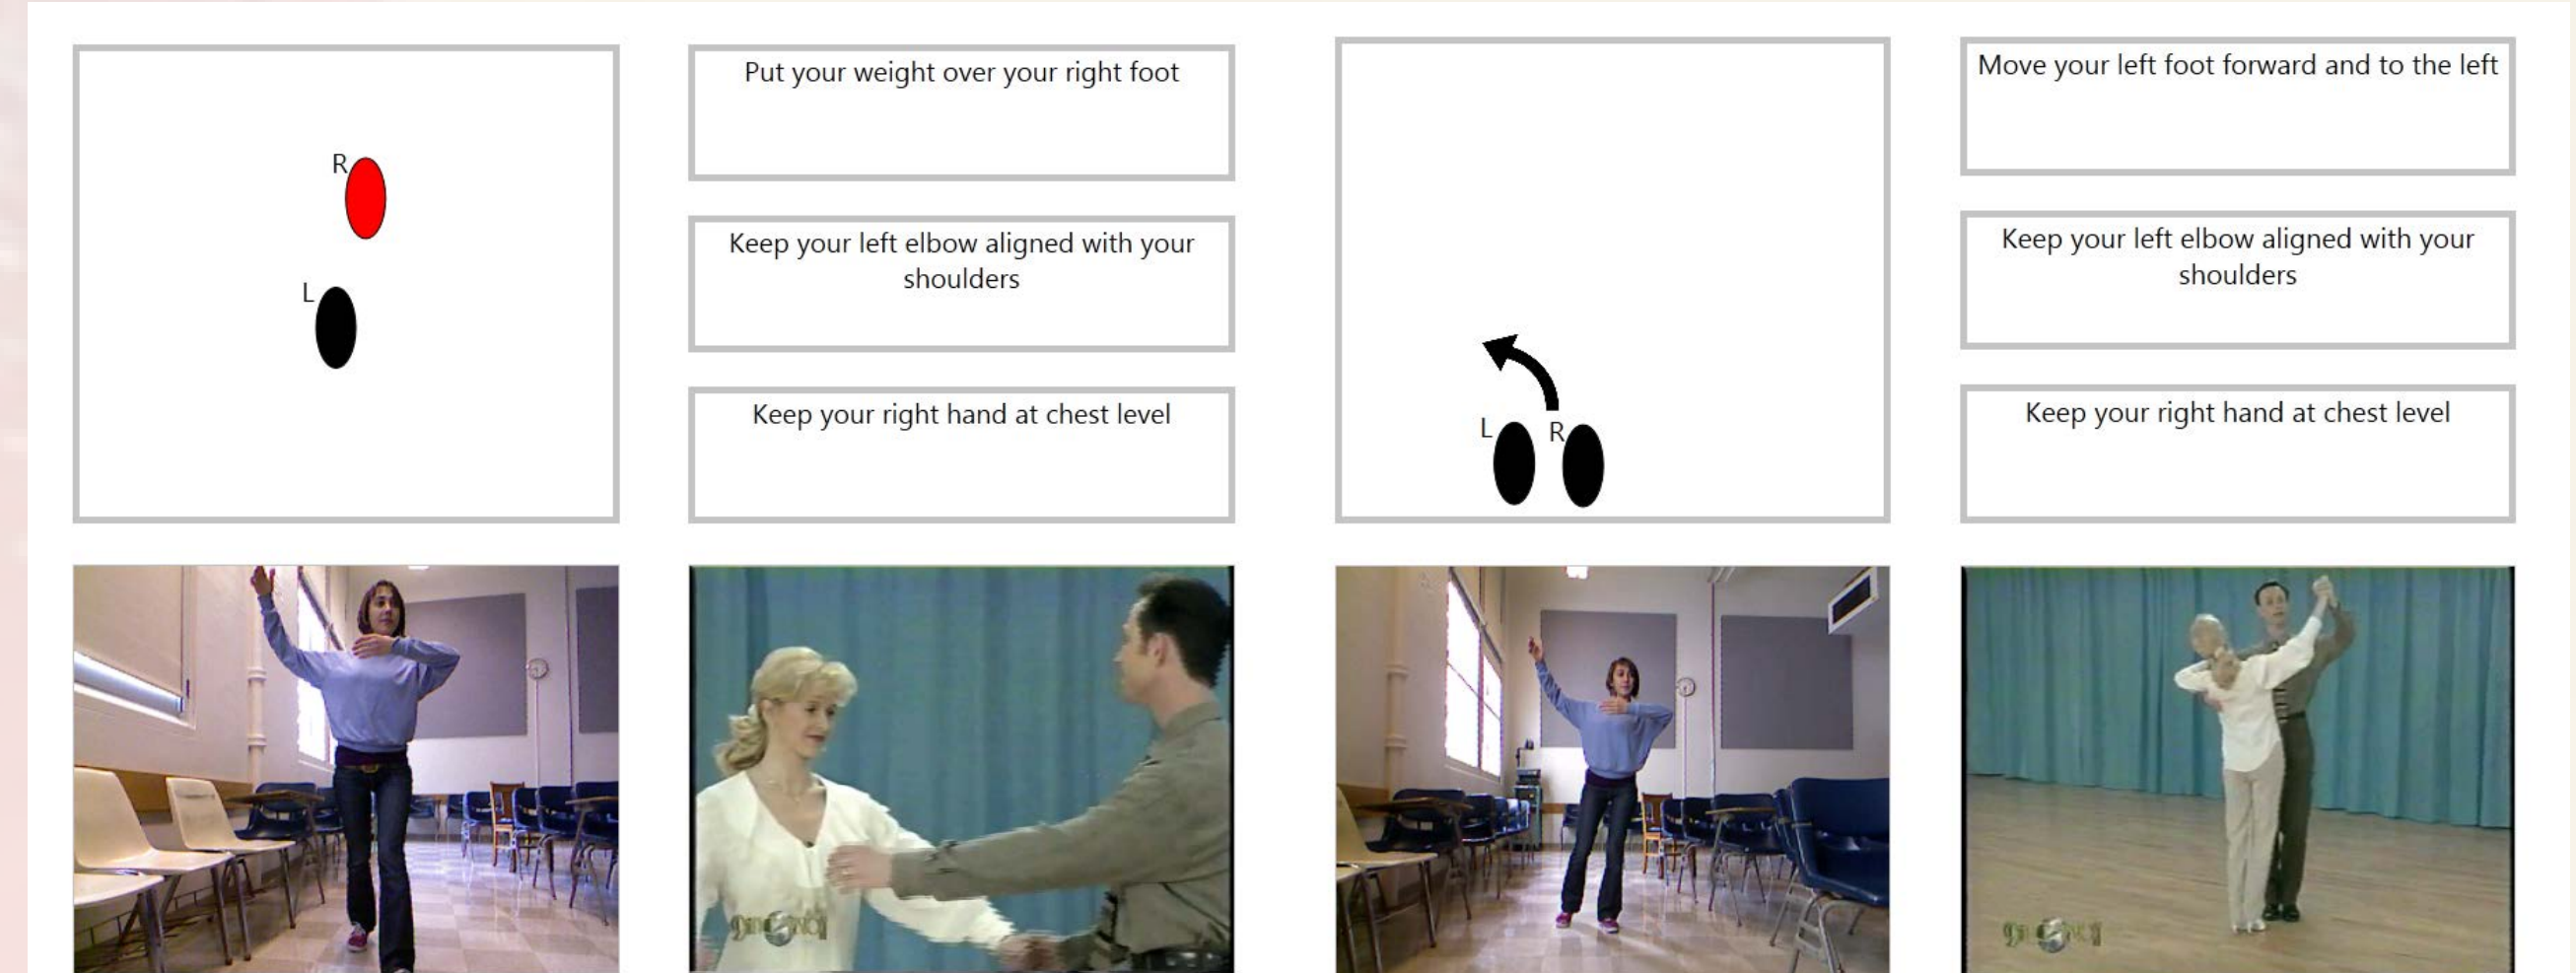 R
L
Put your weight over your right foot
Keep your left elbow aligned with your
shoulders
Keep your right hand at chest level
L
R
Move your left foot forward and to the left
Keep your left elbow aligned with your
shoulders
Keep your right hand at chest level